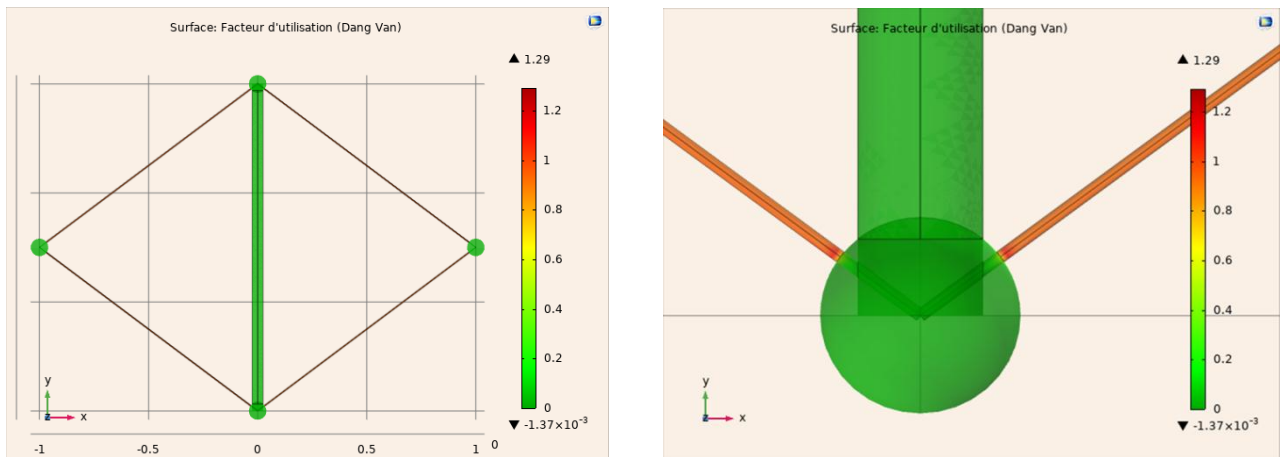 Surface: Facteur d'utilisation (Dang Van)
▲ 1.29
1.2
1
0.8
0.6
0.4
0.2
0
▼ -1.37×10⁻³
y
z x
-1 -0.5 0 0.5 1 0
Surface: Facteur d'utilisation (Dang Van)
▲ 1.29
1.2
1
0.8
0.6
0.4
0.2
0
▼ -1.37×10⁻³
y
z x